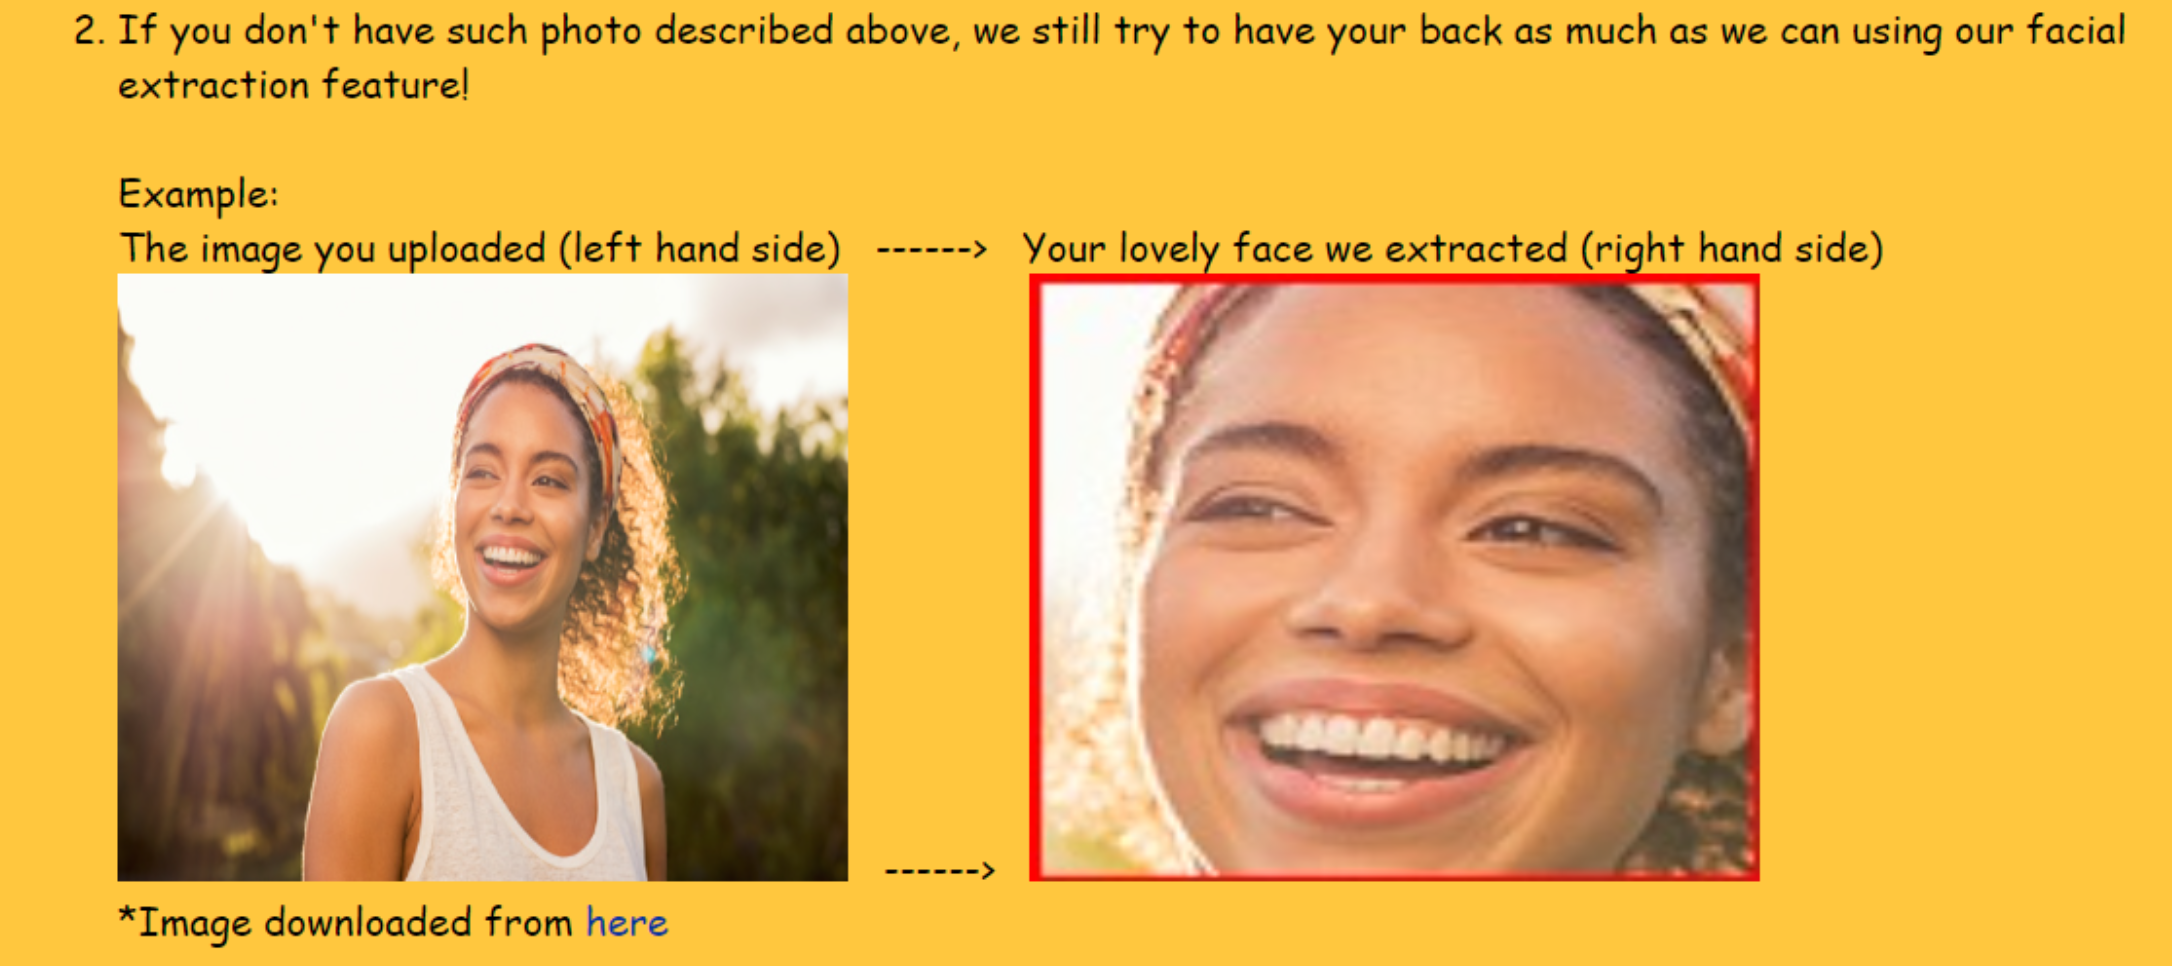 2. If you don't have such photo described above, we still try to have your back as much as we can using our facial
extraction feature!
Example:
The image you uploaded (left hand side) ------> Your lovely face we extracted (right hand side)
------>
*Image downloaded from here